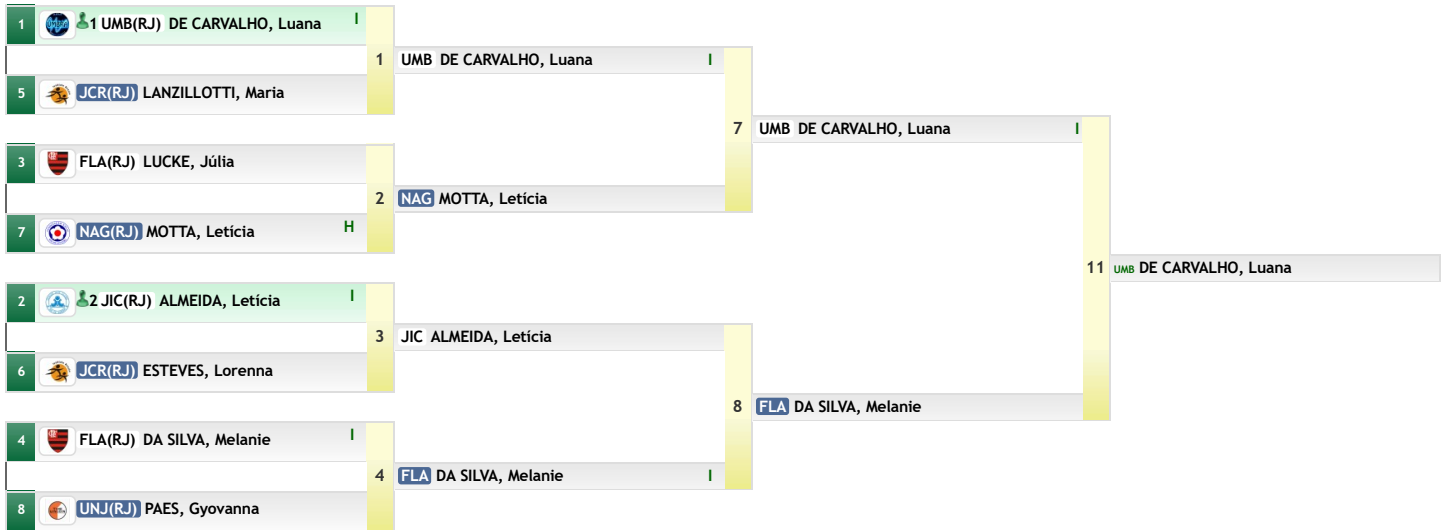 1 1 UMB(RJ) DE CARVALHO, Luana I
1 UMB DE CARVALHO, Luana I
5 JCR(RJ) LANZILLOTTI, Maria
7 UMB DE CARVALHO, Luana I
3 FLA(RJ) LUCKE, Júlia
2 NAG MOTTA, Letícia
7 NAG(RJ) MOTTA, Letícia H
11 UMB DE CARVALHO, Luana
2 2 JIC(RJ) ALMEIDA, Letícia I
3 JIC ALMEIDA, Letícia
6 JCR(RJ) ESTEVES, Lorenna
8 FLA DA SILVA, Melanie
4 FLA(RJ) DA SILVA, Melanie I
4 FLA DA SILVA, Melanie I
8 UNJ(RJ) PAES, Gyovanna